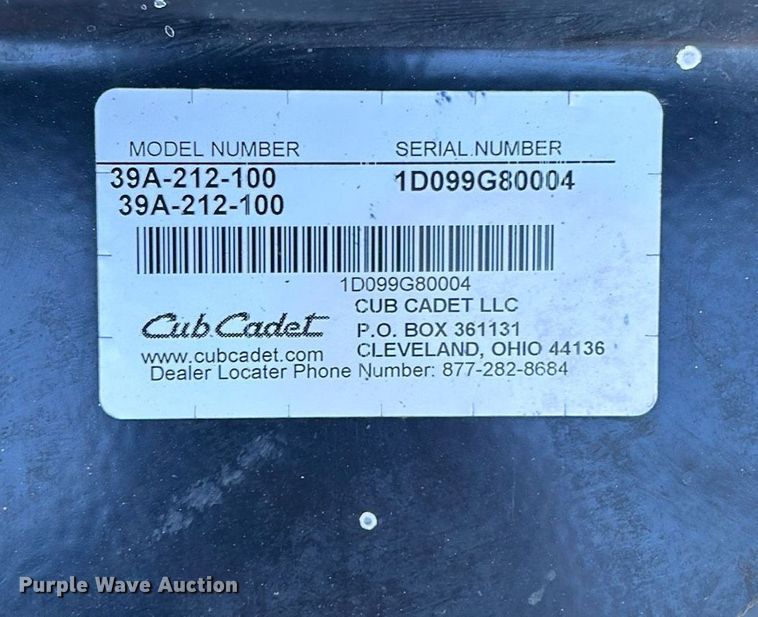 MODEL NUMBER SERIAL NUMBER
39A-212-100 1D099G80004
39A-212-100
1D099G80004
CUB CADET LLC
Cub Cadet P.O. BOX 361131
www.cubcadet.com CLEVELAND, OHIO 44136
Dealer Locater Phone Number: 877-282-8684
Purple Wave Auction